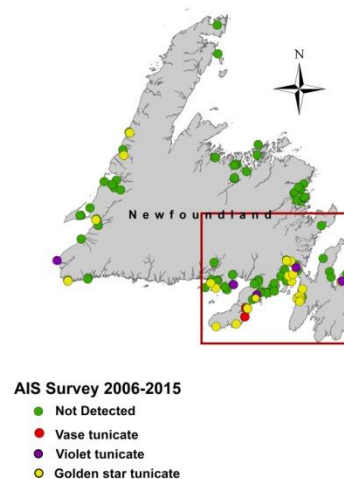 N
Newfoundland
AIS Survey 2006-2015
Not Detected
Vase tunicate
Violet tunicate
Golden star tunicate